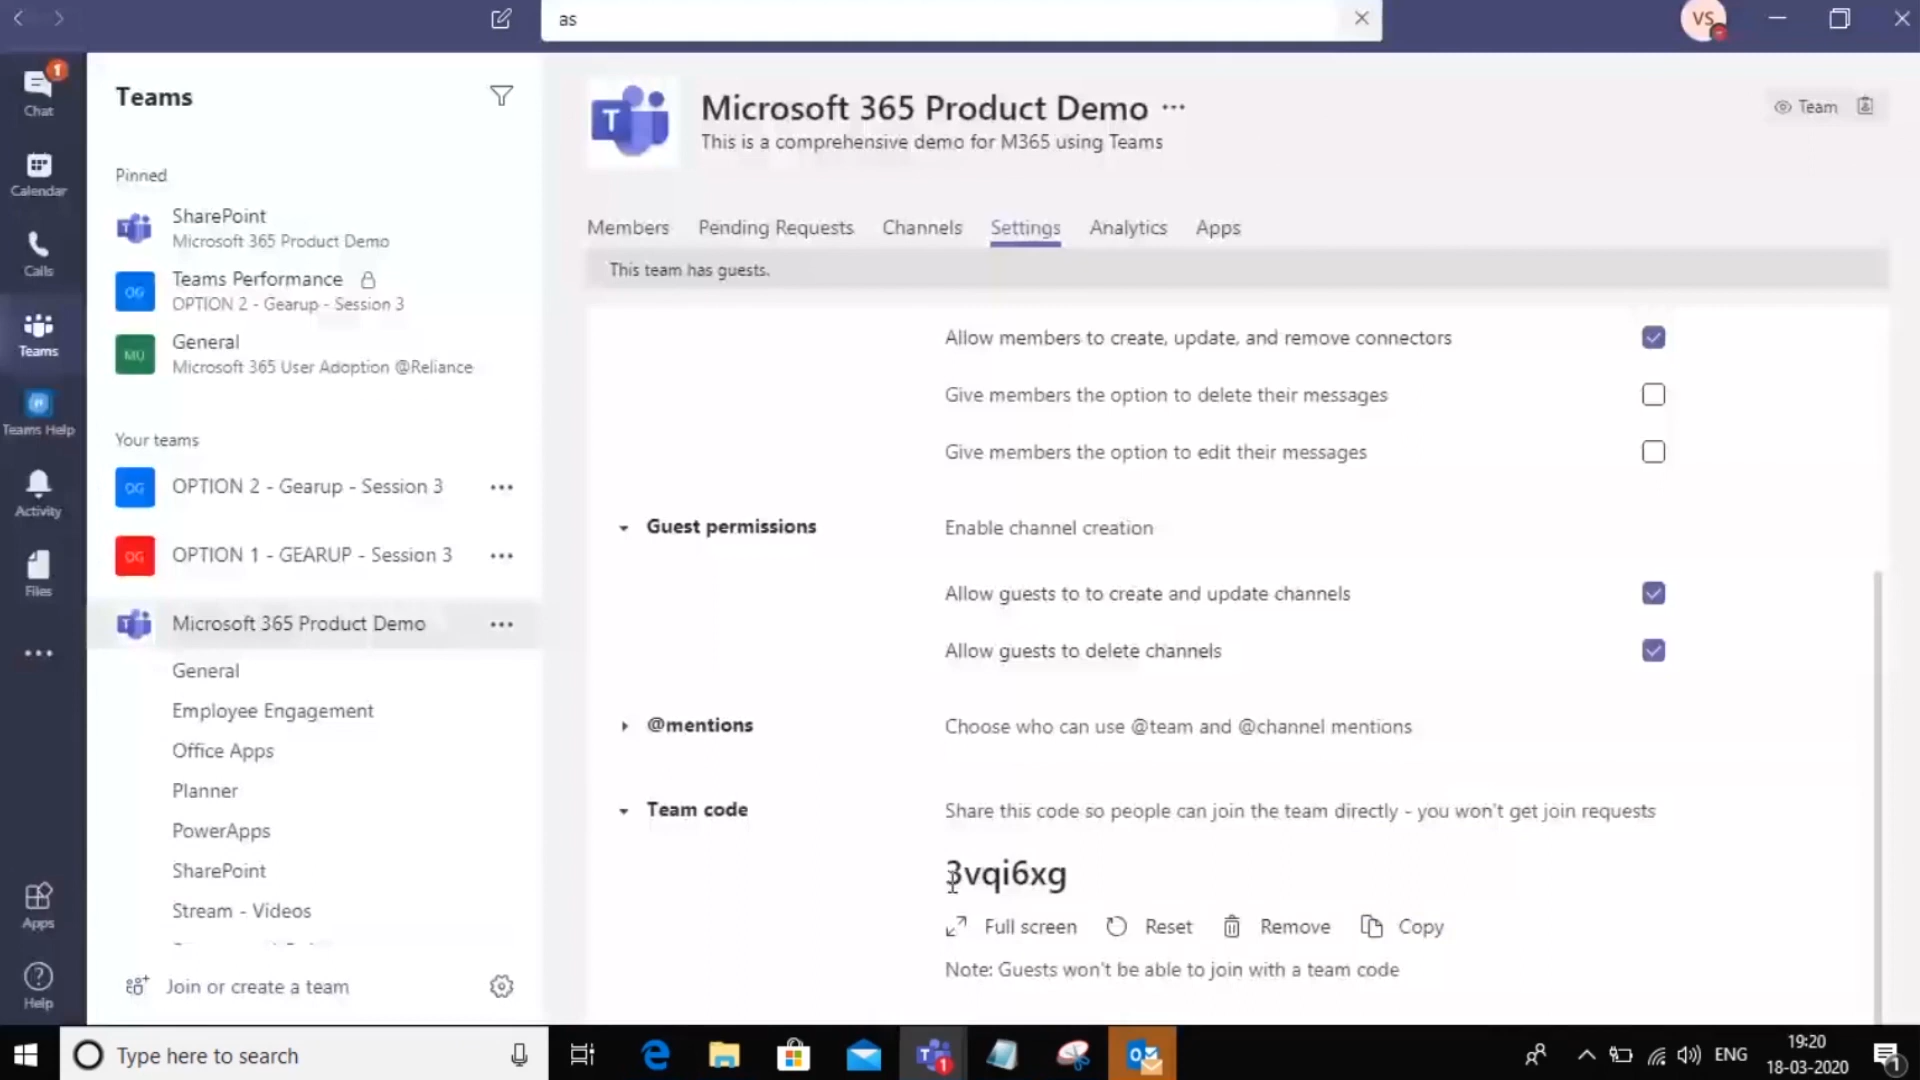 as
VS
1
Chat
Calendar
Calls
Teams
Teams Help
Activity
Files
Apps
Help
Teams
Pinned
SharePoint
Microsoft 365 Product Demo
OG
Teams Performance
OPTION 2 - Gearup - Session 3
MU
General
Microsoft 365 User Adoption @Reliance
Your teams
OG
OPTION 2 - Gearup - Session 3
OG
OPTION 1 - GEARUP - Session 3
Microsoft 365 Product Demo
General
Employee Engagement
Office Apps
Planner
PowerApps
SharePoint
Stream - Videos
Join or create a team
T
Microsoft 365 Product Demo
This is a comprehensive demo for M365 using Teams
Team
Members Pending Requests Channels Settings Analytics Apps
This team has guests.
Allow members to create, update, and remove connectors
Give members the option to delete their messages
Give members the option to edit their messages
Guest permissions Enable channel creation
Allow guests to to create and update channels
Allow guests to delete channels
@mentions Choose who can use @team and @channel mentions
Team code Share this code so people can join the team directly - you won't get join requests
3vqi6xg
Full screen Reset Remove Copy
Note: Guests won't be able to join with a team code
Type here to search
1
ENG
19:20
18-03-2020
1